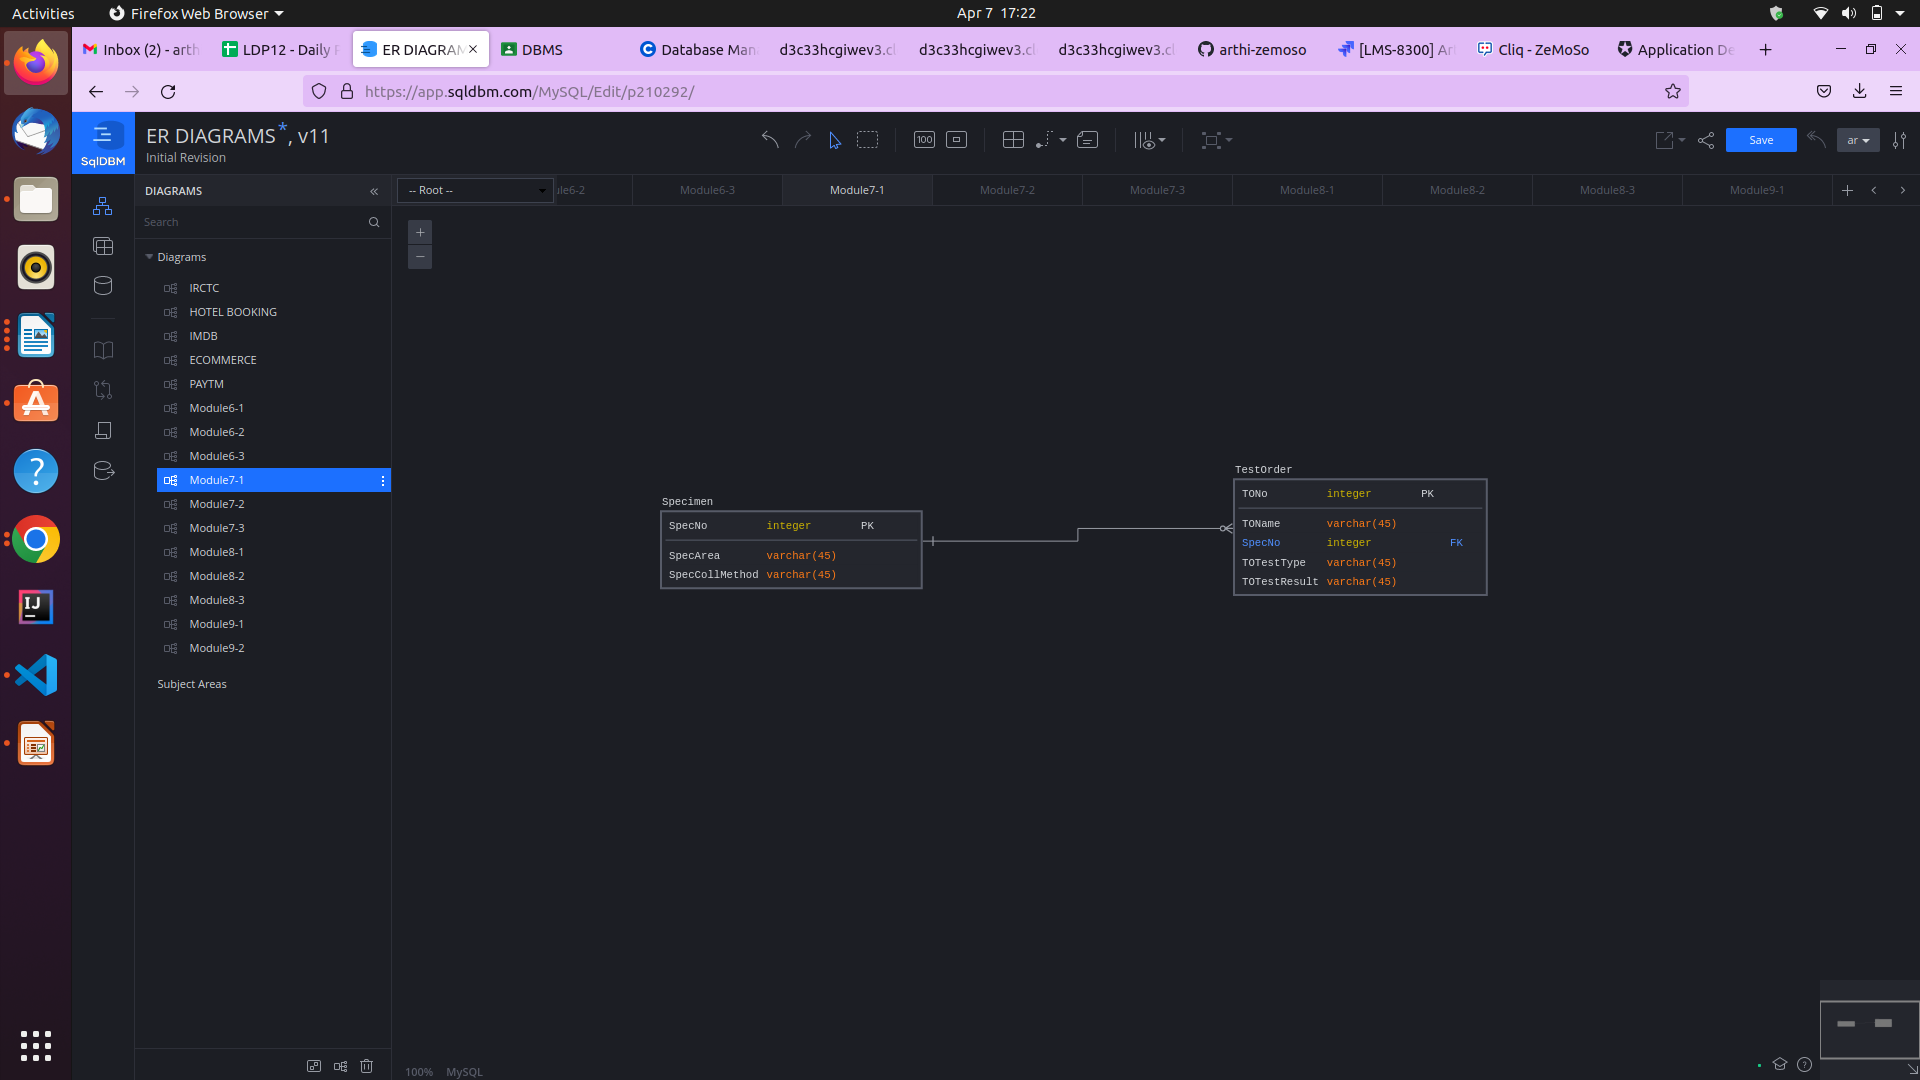 Activities
Firefox Web Browser
Apr 7 17:22
Inbox (2) - arth
LDP12 - Daily
ER DIAGRAM
DBMS
Database Man
d3c33hcgiwev3.cl
d3c33hcgiwev3.cl
d3c33hcgiwev3.cl
arthi-zemoso
[LMS-8300] Ar
Cliq - ZeMoSo
Application De
https://app.sqldbm.com/MySQL/Edit/p210292/
SqlDBM
ER DIAGRAMS*, v11
Initial Revision
100
Save
ar
DIAGRAMS
«
-- Root --
le6-2
Module6-3
Module7-1
Module7-2
Module7-3
Module8-1
Module8-2
Module8-3
Module9-1
Search
+
−
Diagrams
IRCTC
HOTEL BOOKING
IMDB
ECOMMERCE
PAYTM
Module6-1
Module6-2
Module6-3
Module7-1
Module7-2
Module7-3
Module8-1
Module8-2
Module8-3
Module9-1
Module9-2
Subject Areas
Specimen
SpecNo integer PK
SpecArea varchar(45)
SpecCollMethod varchar(45)
TestOrder
TONo integer PK
TOName varchar(45)
SpecNo integer FK
TOTestType varchar(45)
TOTestResult varchar(45)
IJ
100% MySQL